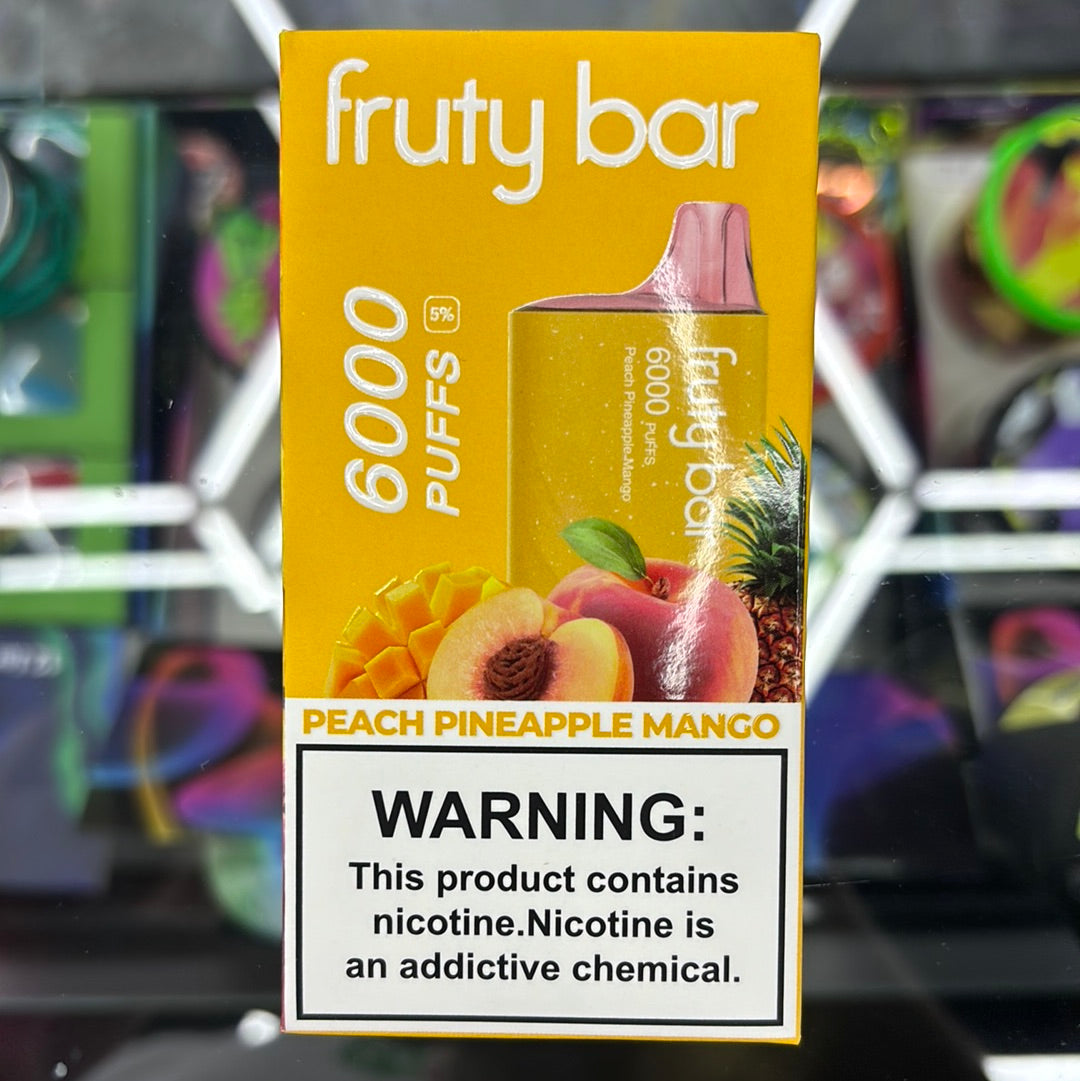 fruty bar
6000
PUFFS
5%
fruty bar
6000 PUFFS
Peach Pineapple Mango
PEACH PINEAPPLE MANGO
WARNING:
This product contains
nicotine.Nicotine is
an addictive chemical.